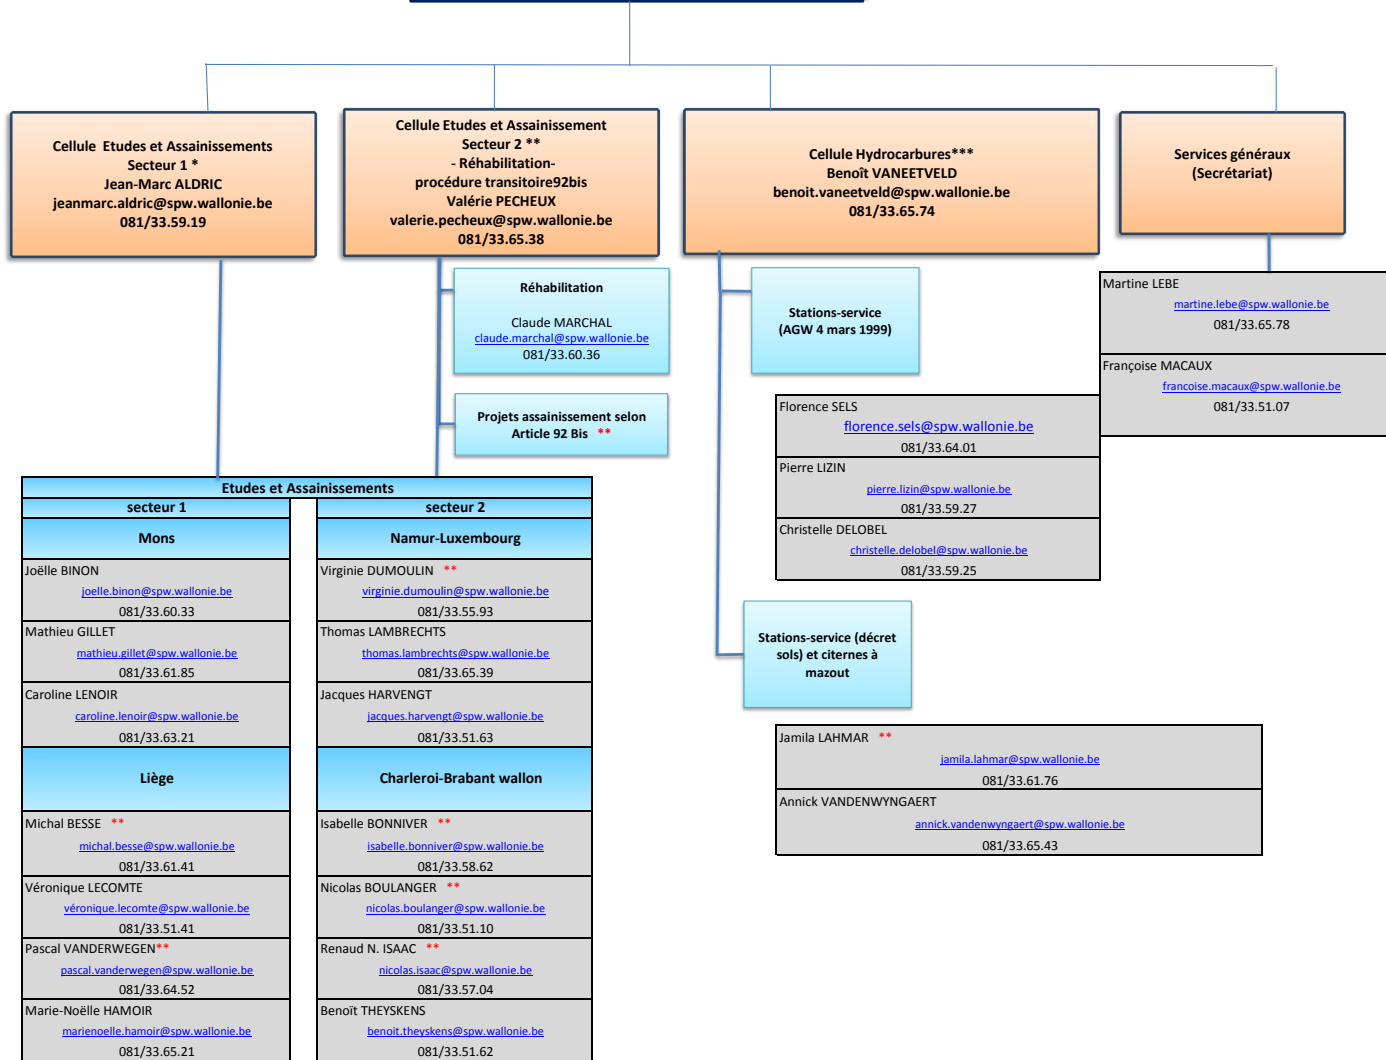 Cellule Etudes et Assainissements
Secteur 1 *
Jean-Marc ALDRIC
jeanmarc.aldric@spw.wallonie.be
081/33.59.19
Cellule Etudes et Assainissement
Secteur 2 **
- Réhabilitation-
procédure transitoire92bis
Valérie PECHEUX
valerie.pecheux@spw.wallonie.be
081/33.65.38
Cellule Hydrocarbures***
Benoît VANEETVELD
benoit.vaneetveld@spw.wallonie.be
081/33.65.74
Services généraux
(Secrétariat)
Réhabilitation
Claude MARCHAL
claude.marchal@spw.wallonie.be
081/33.60.36
Projets assainissement selon
Article 92 Bis **
Stations-service
(AGW 4 mars 1999)
Martine LEBE
martine.lebe@spw.wallonie.be
081/33.65.78
Françoise MACAUX
francoise.macaux@spw.wallonie.be
081/33.51.07
Florence SELS
florence.sels@spw.wallonie.be
081/33.64.01
Pierre LIZIN
pierre.lizin@spw.wallonie.be
081/33.59.27
Christelle DELOBEL
christelle.delobel@spw.wallonie.be
081/33.59.25
Stations-service (décret
sols) et citernes à
mazout
Jamila LAHMAR **
jamila.lahmar@spw.wallonie.be
081/33.61.76
Annick VANDENWYNGAERT
annick.vandenwyngaert@spw.wallonie.be
081/33.65.43
Etudes et Assainissements
secteur 1
Mons
Joëlle BINON
joelle.binon@spw.wallonie.be
081/33.60.33
Mathieu GILLET
mathieu.gillet@spw.wallonie.be
081/33.61.85
Caroline LENOIR
caroline.lenoir@spw.wallonie.be
081/33.63.21
Liège
Michal BESSE **
michal.besse@spw.wallonie.be
081/33.61.41
Véronique LECOMTE
véronique.lecomte@spw.wallonie.be
081/33.51.41
Pascal VANDERWEGEN**
pascal.vanderwegen@spw.wallonie.be
081/33.64.52
Marie-Noëlle HAMOIR
marienoelle.hamoir@spw.wallonie.be
081/33.65.21
secteur 2
Namur-Luxembourg
Virginie DUMOULIN **
virginie.dumoulin@spw.wallonie.be
081/33.55.93
Thomas LAMBRECHTS
thomas.lambrechts@spw.wallonie.be
081/33.65.39
Jacques HARVENGT
jacques.harvengt@spw.wallonie.be
081/33.51.63
Charleroi-Brabant wallon
Isabelle BONNIVER **
isabelle.bonniver@spw.wallonie.be
081/33.58.62
Nicolas BOULANGER **
nicolas.boulanger@spw.wallonie.be
081/33.51.10
Renaud N. ISAAC **
nicolas.isaac@spw.wallonie.be
081/33.57.04
Benoït THEYSKENS
benoit.theyskens@spw.wallonie.be
081/33.51.62